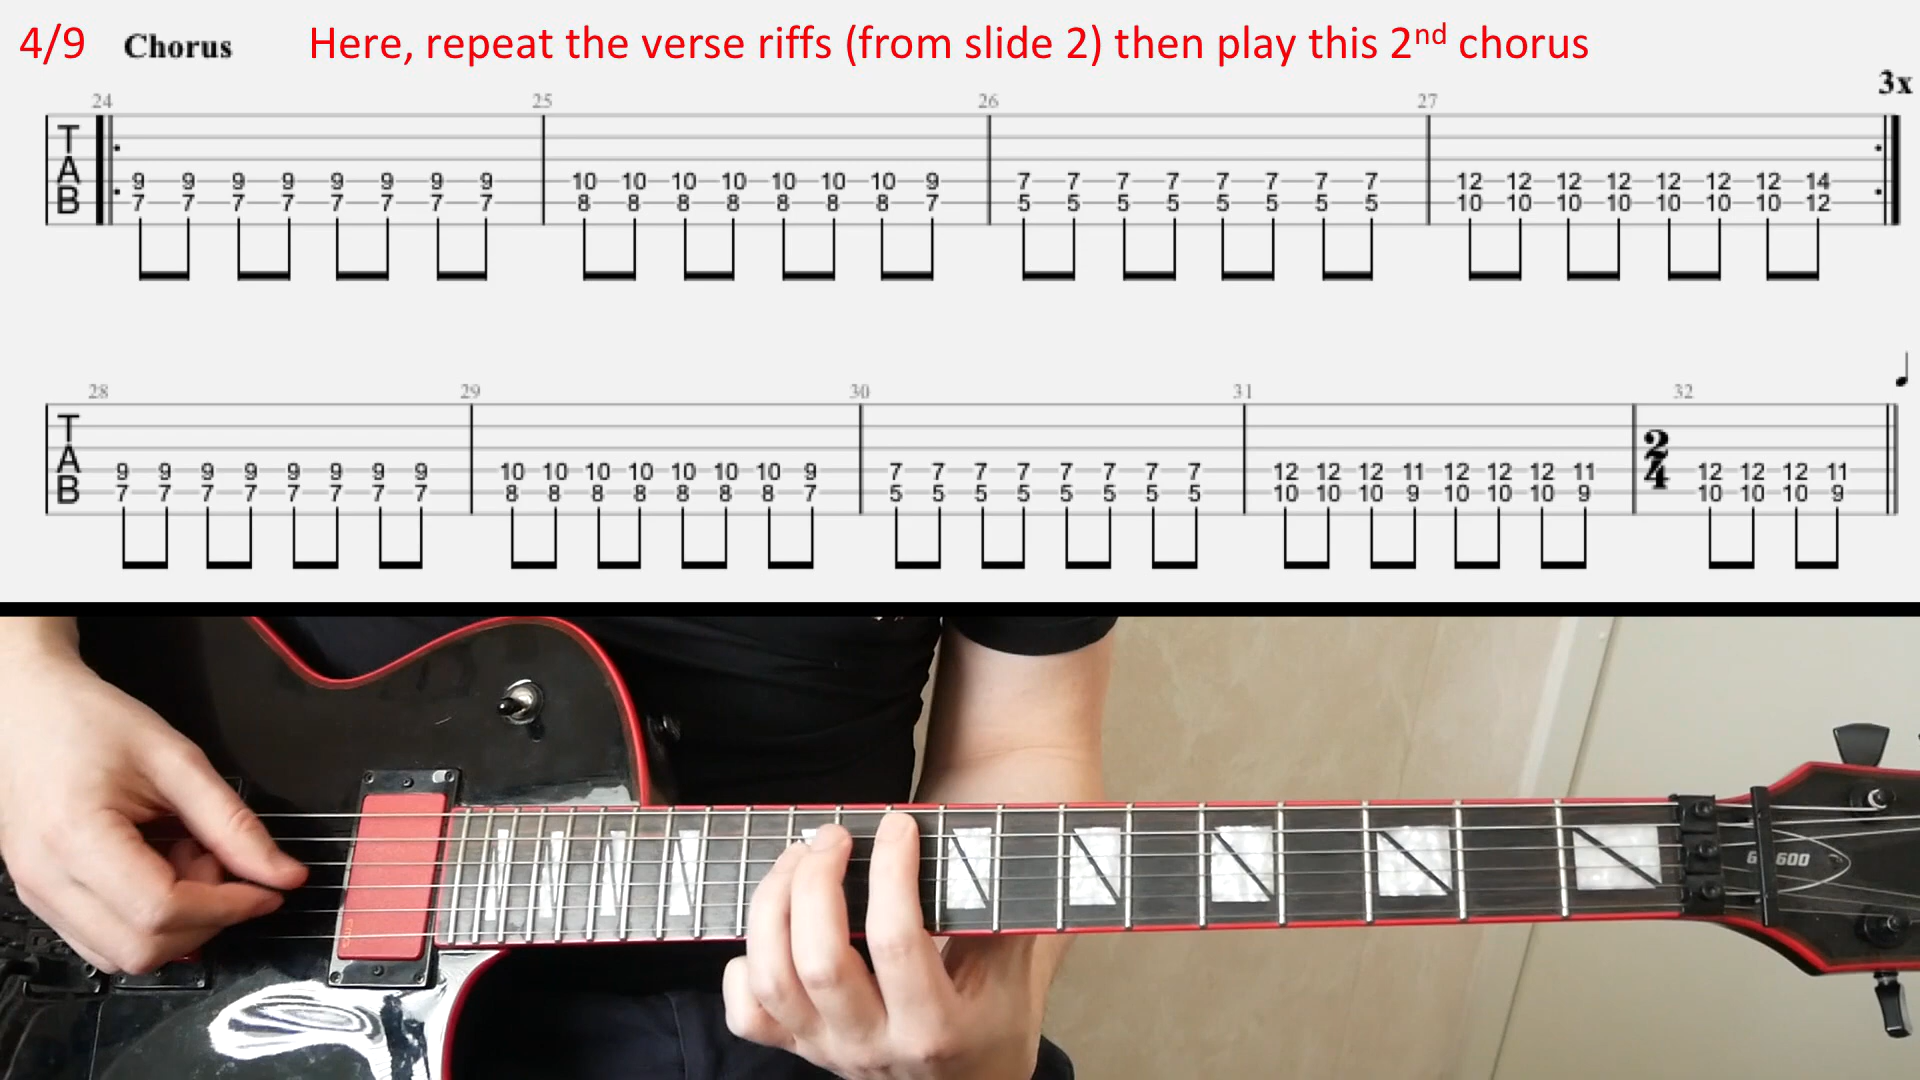 4/9 Chorus Here, repeat the verse riffs (from slide 2) then play this 2nd chorus
3x
24 25 26 27
T
A
B
9 9 9 9 9 9 9 9 10 10 10 10 10 10 10 9 7 7 7 7 7 7 7 7 12 12 12 12 12 12 12 14
7 7 7 7 7 7 7 7 8 8 8 8 8 8 8 7 5 5 5 5 5 5 5 5 10 10 10 10 10 10 10 12
28 29 30 31 32
T
A
B
2
4
9 9 9 9 9 9 9 9 10 10 10 10 10 10 10 9 7 7 7 7 7 7 7 7 12 12 12 11 12 12 12 11 12 12 12 11
7 7 7 7 7 7 7 7 8 8 8 8 8 8 8 7 5 5 5 5 5 5 5 5 10 10 10 9 10 10 10 9 10 10 10 9
600